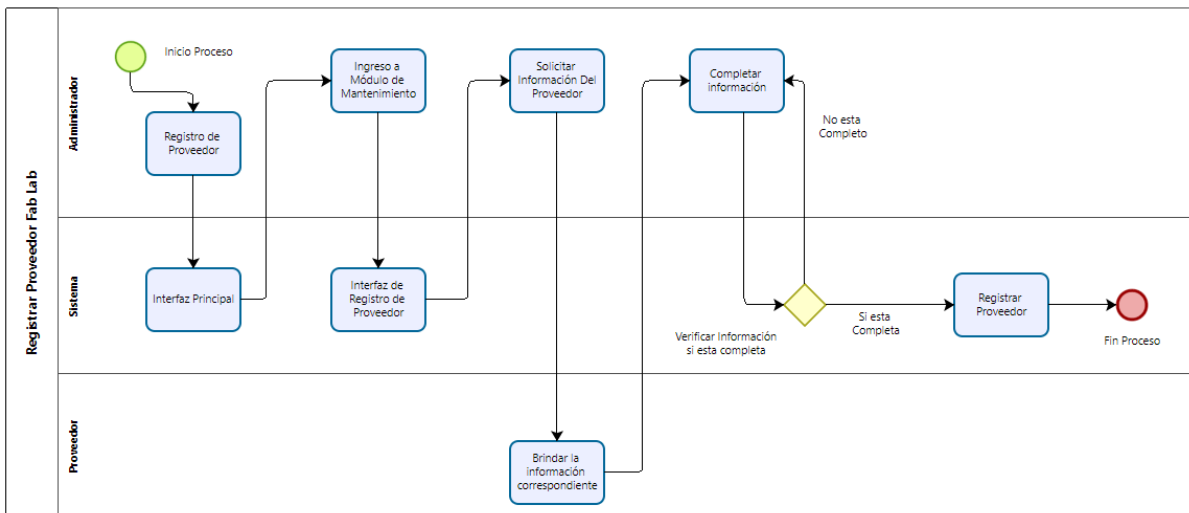 Registrar Proveedor Fab Lab
Administrador
Inicio Proceso
Registro de
Proveedor
Ingreso a
Módulo de
Mantenimiento
Solicitar
Información Del
Proveedor
Completar
información
No esta
Completo
Sistema
Interfaz Principal
Interfaz de
Registro de
Proveedor
Verificar Información
si esta completa
Si esta
Completa
Registrar
Proveedor
Fin Proceso
Proveedor
Brindar la
información
correspondiente